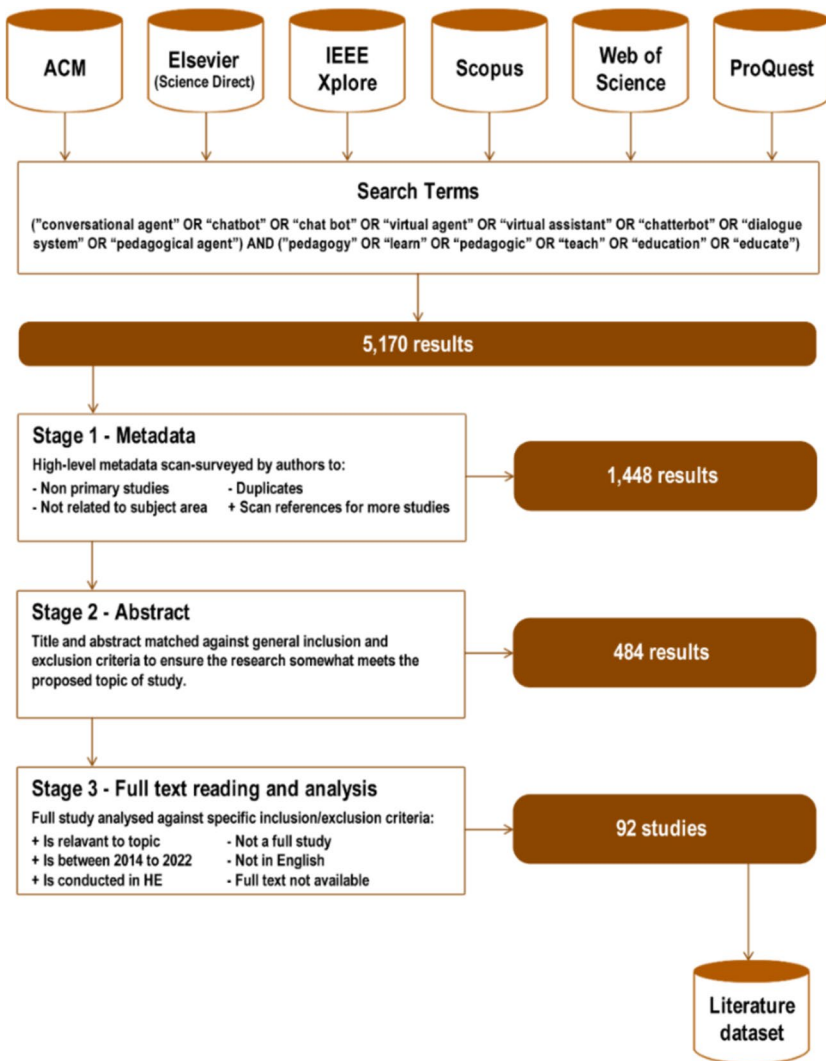 ACM
Elsevier
(Science Direct)
IEEE
Xplore
Scopus
Web of
Science
ProQuest
Search Terms
("conversational agent" OR "chatbot" OR "chat bot" OR "virtual agent" OR "virtual assistant" OR "chatterbot" OR "dialogue
system" OR "pedagogical agent") AND ("pedagogy" OR "learn" OR "pedagogic" OR "teach" OR "education" OR "educate")
5,170 results
Stage 1 - Metadata
High-level metadata scan-surveyed by authors to:
- Non primary studies
- Duplicates
- Not related to subject area
+ Scan references for more studies
1,448 results
Stage 2 - Abstract
Title and abstract matched against general inclusion and
exclusion criteria to ensure the research somewhat meets the
proposed topic of study.
484 results
Stage 3 - Full text reading and analysis
Full study analysed against specific inclusion/exclusion criteria:
+ Is relavant to topic
- Not a full study
+ Is between 2014 to 2022
- Not in English
+ Is conducted in HE
- Full text not available
92 studies
Literature
dataset